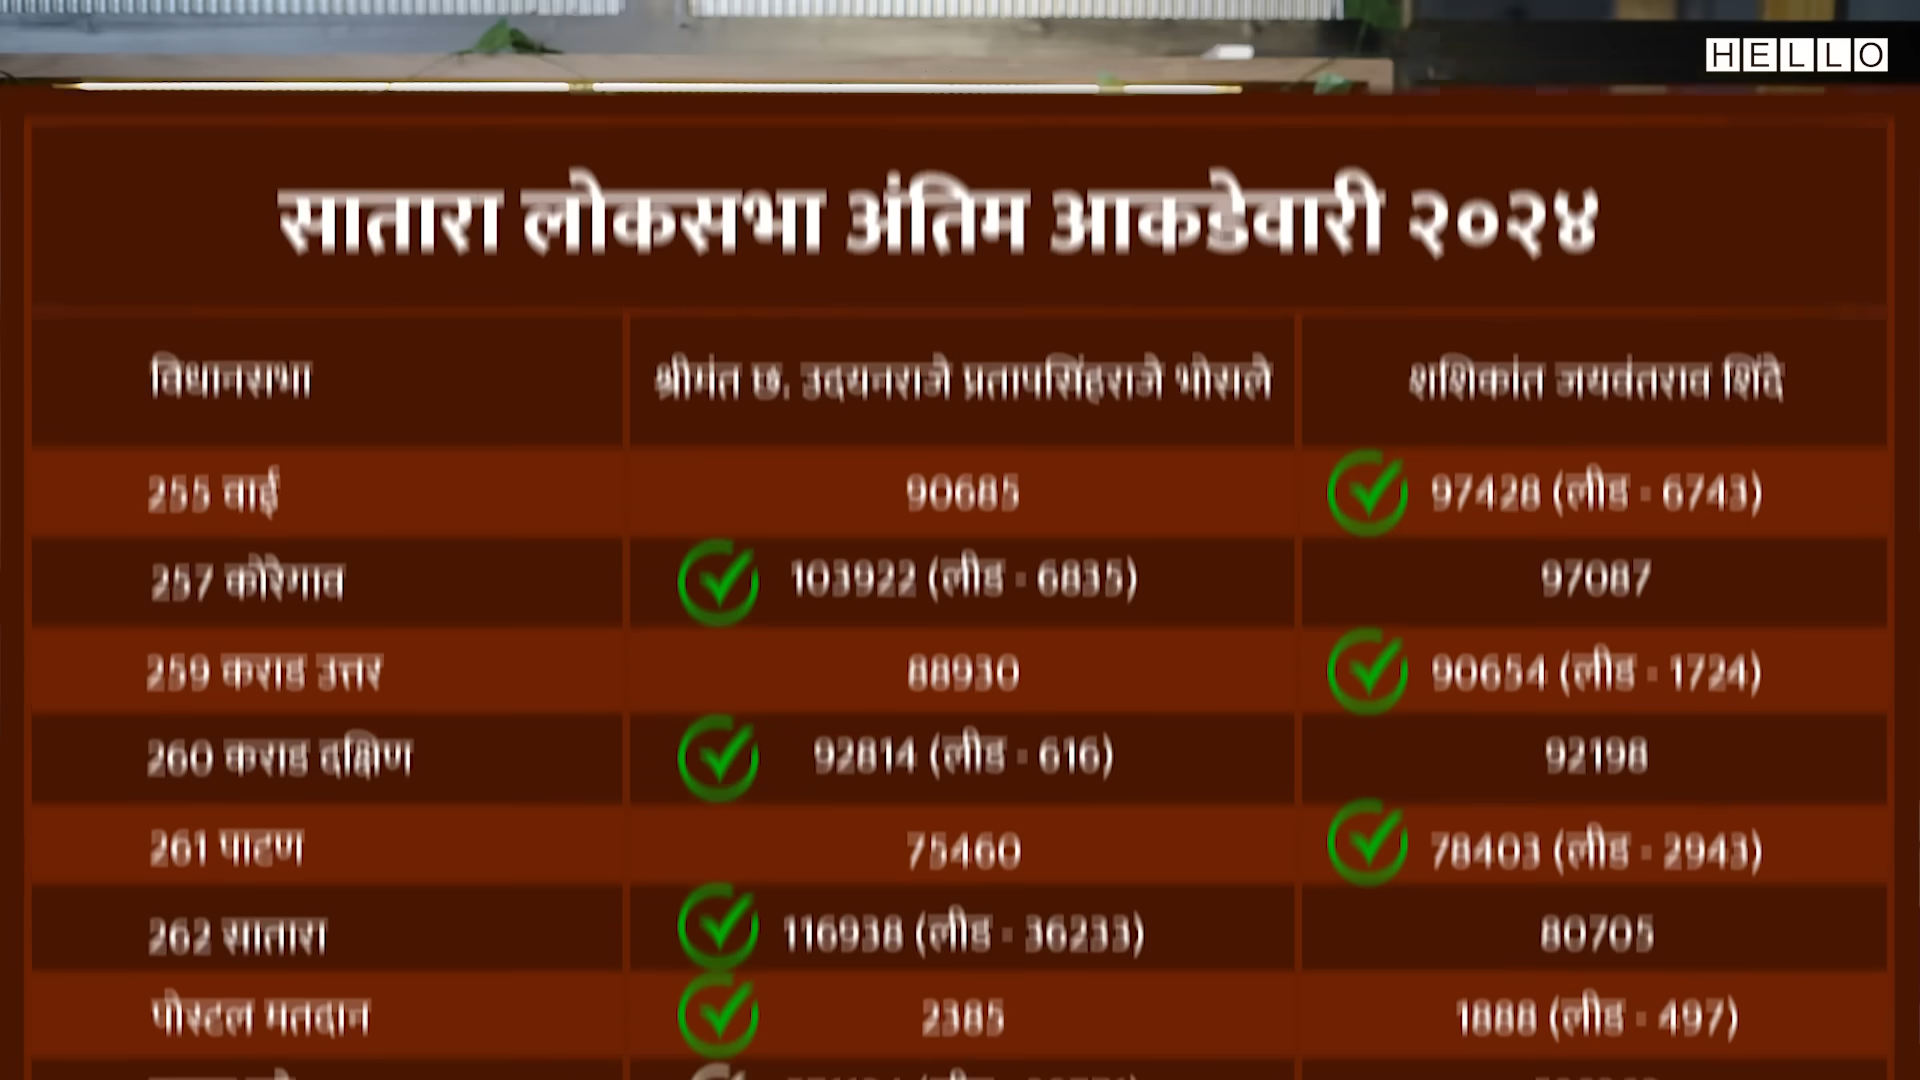 HELLO
सातारा लोकसभा अंतिम आकडेवारी २०२४
विधानसभा श्रीमंत छ. उदयनराजे प्रतापसिंहराजे भोसले शशिकांत जयवंतराव शिंदे
255 वाई 90685 97428 (लीड - 6743)
257 कोरेगाव 103922 (लीड - 6835) 97087
259 कराड उत्तर 88930 90654 (लीड - 1724)
260 कराड दक्षिण 92814 (लीड - 616) 92198
261 पाटण 75460 78403 (लीड - 2943)
262 सातारा 116938 (लीड - 36233) 80705
पोस्टल मतदान 2385 1888 (लीड - 497)